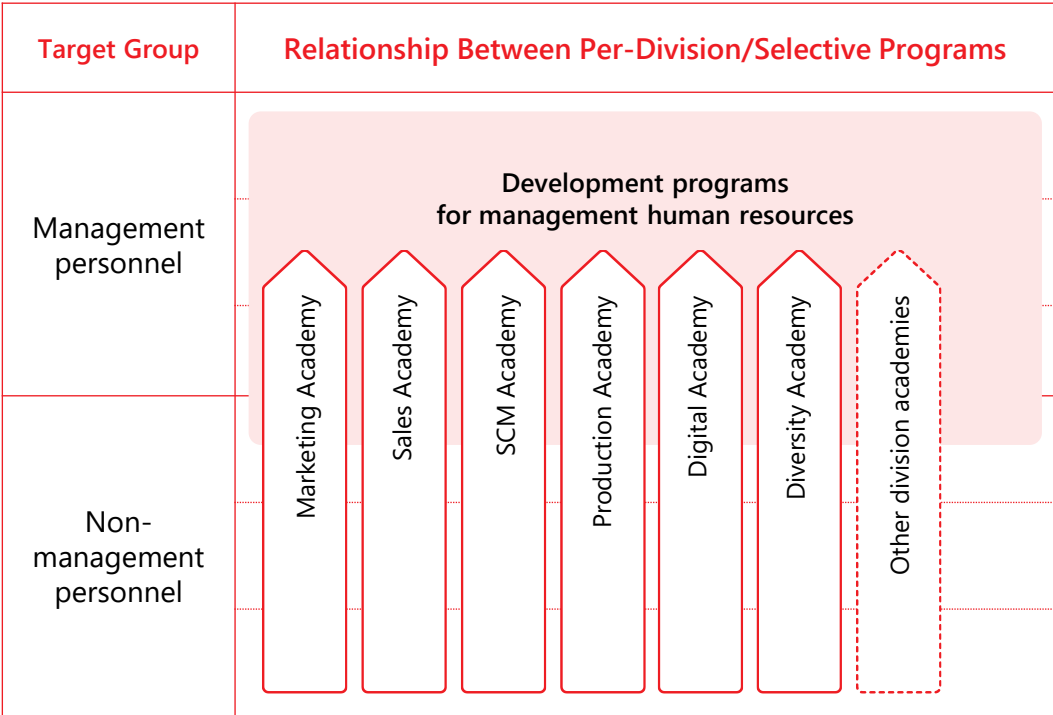 Target Group
Relationship Between Per-Division/Selective Programs
Management
personnel
Development programs
for management human resources
Marketing Academy
Sales Academy
SCM Academy
Production Academy
Digital Academy
Diversity Academy
Other division academies
Non-
management
personnel